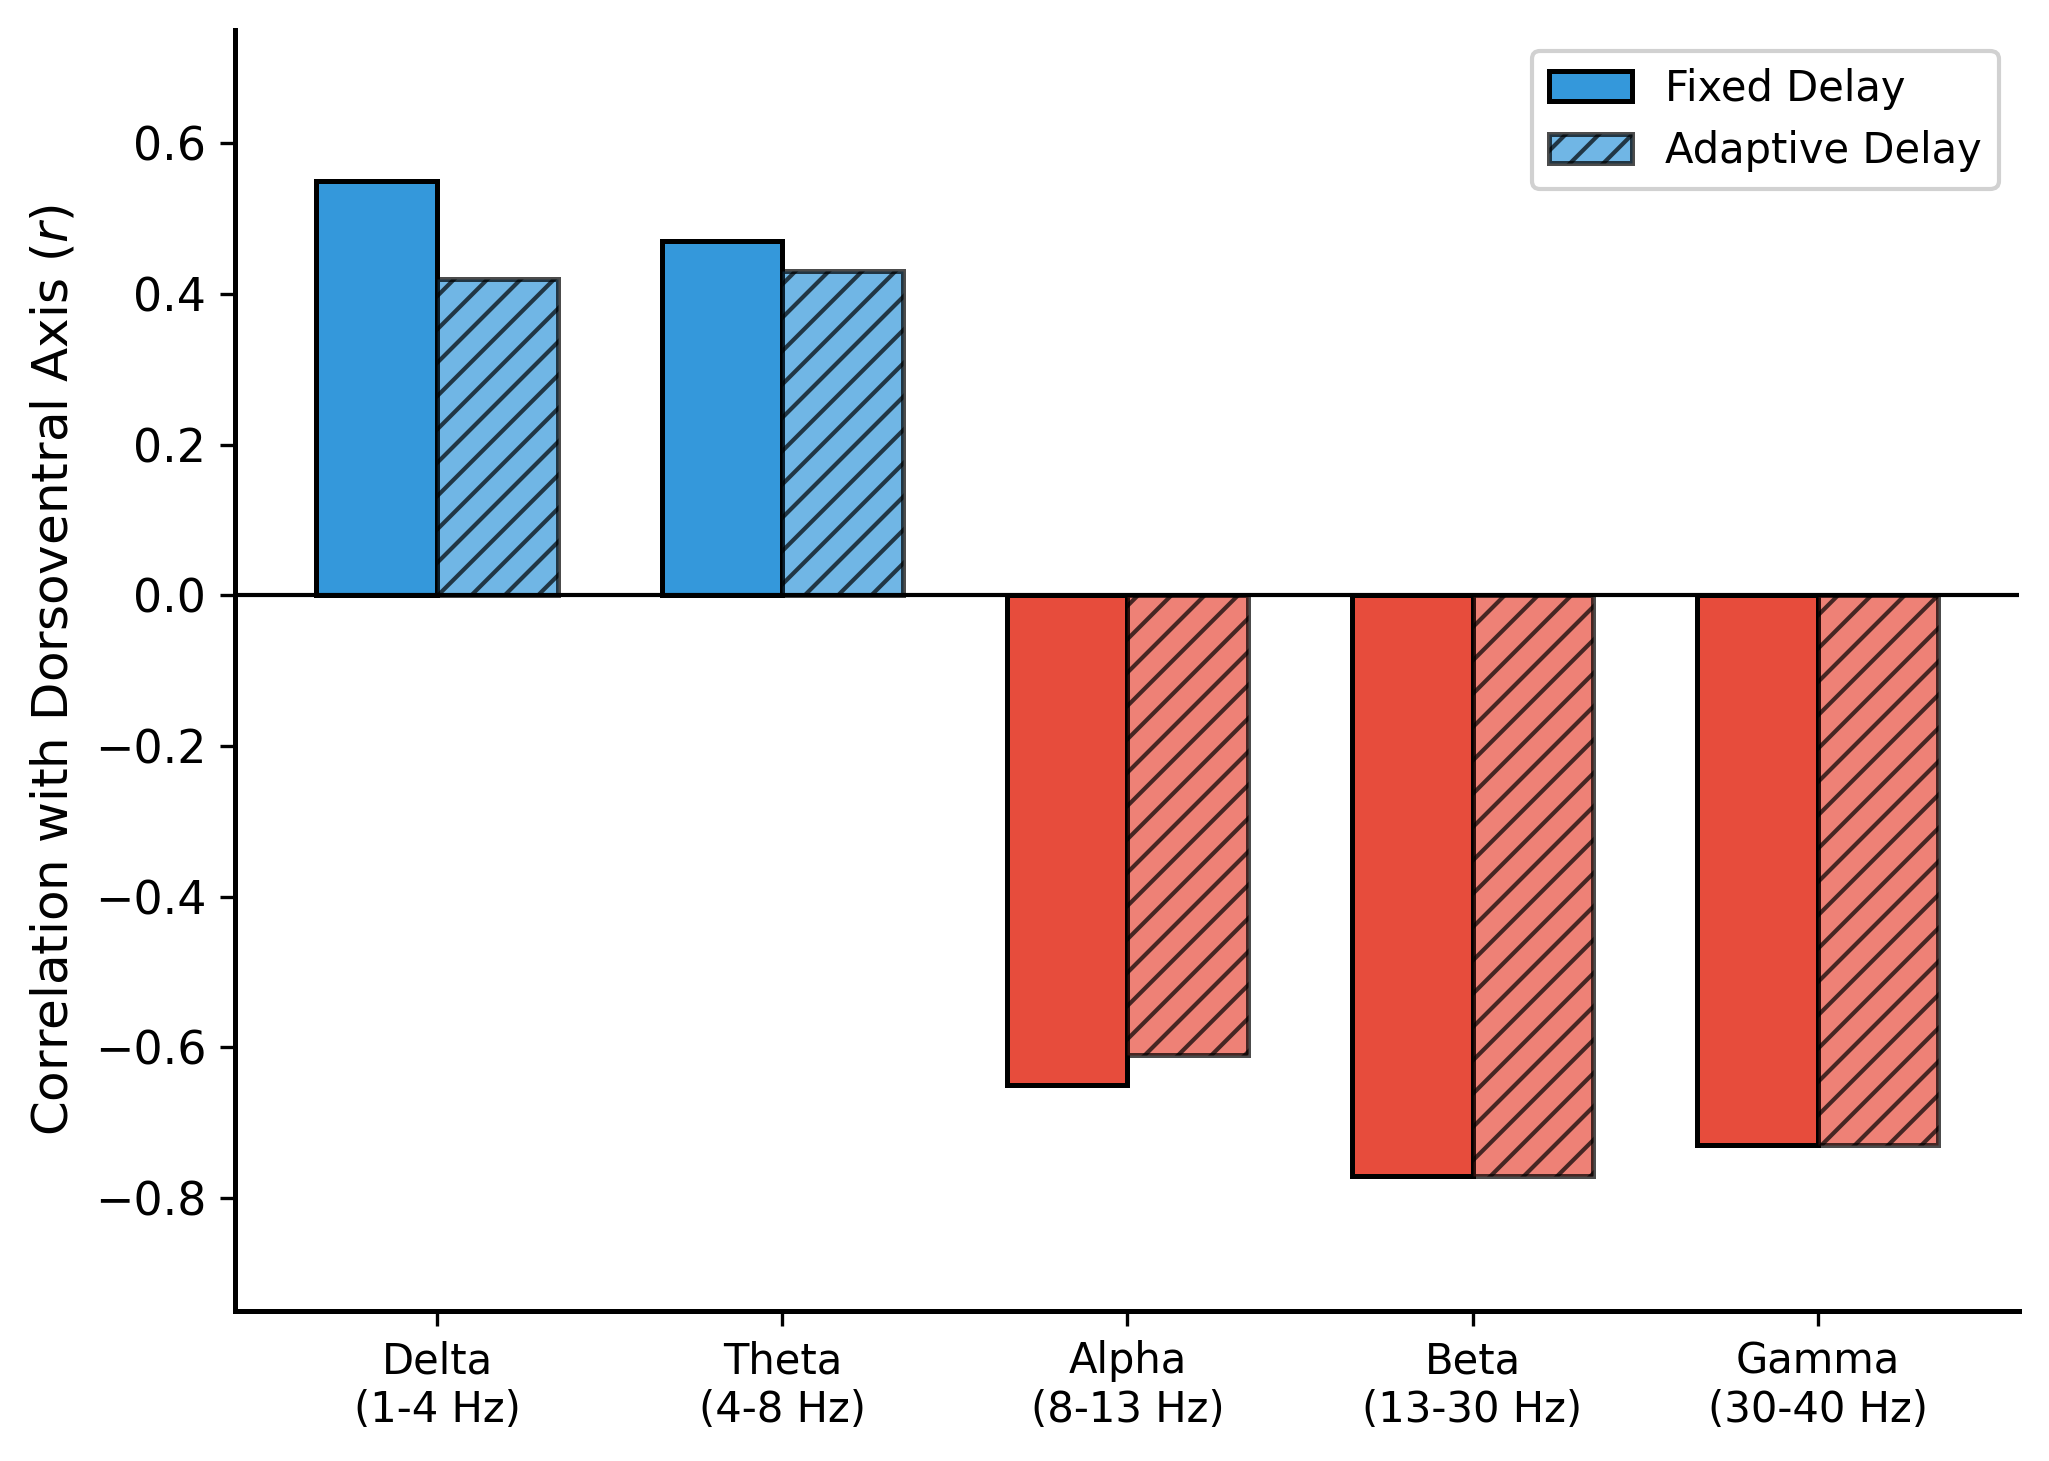 Correlation with Dorsoventral Axis (r)
0.6
0.4
0.2
0.0
−0.2
−0.4
−0.6
−0.8
Fixed Delay
Adaptive Delay
Delta
(1-4 Hz)
Theta
(4-8 Hz)
Alpha
(8-13 Hz)
Beta
(13-30 Hz)
Gamma
(30-40 Hz)